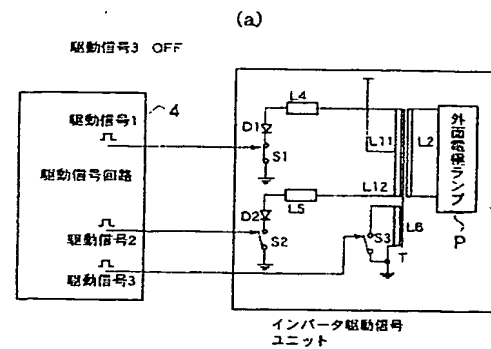 (a)
駆動信号3 OFF
4
駆動信号1
駆動信号回路
駆動信号2
駆動信号3
D1
L4
S1
L11
L2
外面電極ランプ
L12
D2
L5
S2
S3
L6
T
P
インバータ駆動信号
ユニット